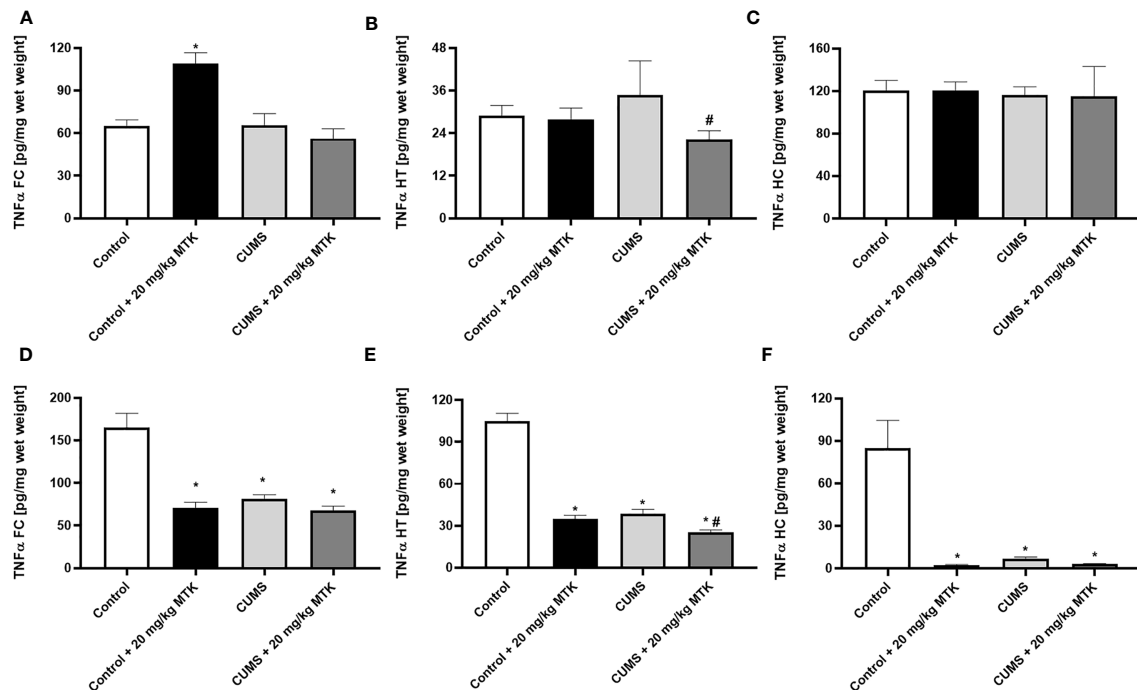 A
TNFα FC [pg/mg wet weight]
120
90
60
30
0
*
Control
Control + 20 mg/kg MTK
CUMS
CUMS + 20 mg/kg MTK
B
TNFα HT [pg/mg wet weight]
48
36
24
12
0
#
Control
Control + 20 mg/kg MTK
CUMS
CUMS + 20 mg/kg MTK
C
TNFα HC [pg/mg wet weight]
160
120
80
40
0
Control
Control + 20 mg/kg MTK
CUMS
CUMS + 20 mg/kg MTK
D
TNFα FC [pg/mg wet weight]
200
150
100
50
0
* * *
Control
Control + 20 mg/kg MTK
CUMS
CUMS + 20 mg/kg MTK
E
TNFα HT [pg/mg wet weight]
120
90
60
30
0
* * * #
Control
Control + 20 mg/kg MTK
CUMS
CUMS + 20 mg/kg MTK
F
TNFα HC [pg/mg wet weight]
120
90
60
30
0
* * *
Control
Control + 20 mg/kg MTK
CUMS
CUMS + 20 mg/kg MTK